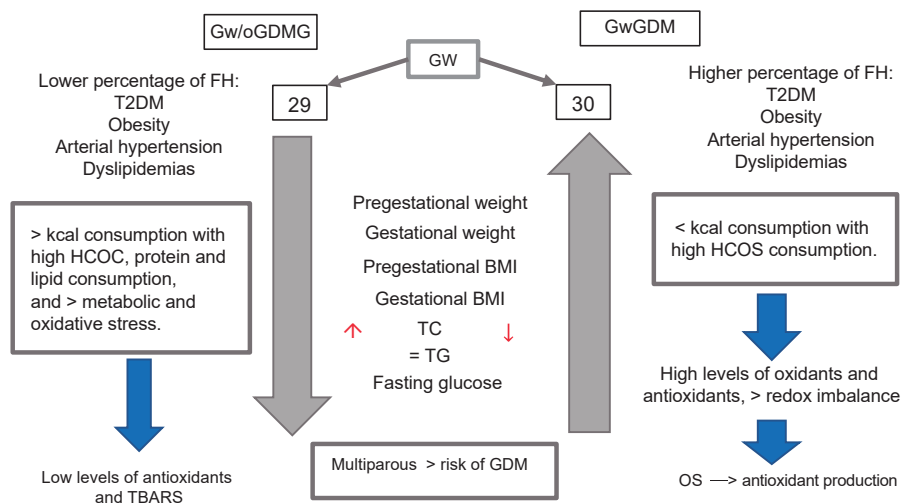 Gw/oGDMG
GwGDM
GW
29
30
Lower percentage of FH:
T2DM
Obesity
Arterial hypertension
Dyslipidemias
Higher percentage of FH:
T2DM
Obesity
Arterial hypertension
Dyslipidemias
> kcal consumption with
high HCOC, protein and
lipid consumption,
and > metabolic and
oxidative stress.
Pregestational weight
Gestational weight
Pregestational BMI
Gestational BMI
↑ TC ↓
= TG
Fasting glucose
< kcal consumption with
high HCOS consumption.
High levels of oxidants and
antioxidants, > redox imbalance
Multiparous > risk of GDM
Low levels of antioxidants
and TBARS
OS —> antioxidant production